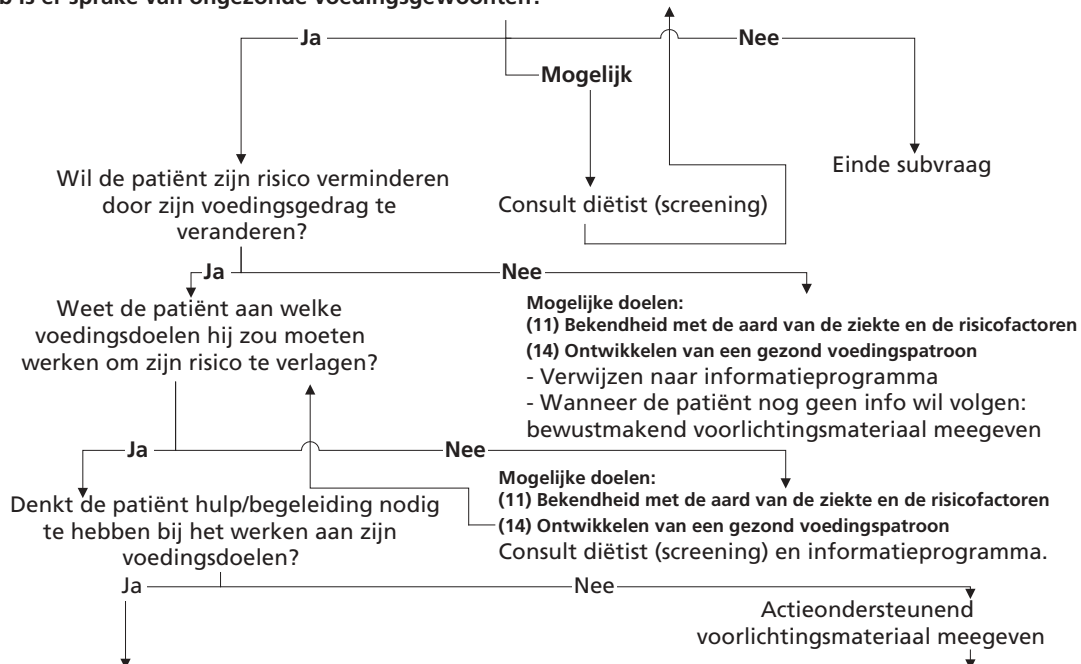 is er sprake van ongezonde voedingsgewoonten?
Ja
Nee
Mogelijk
Einde subvraag
Wil de patiënt zijn risico verminderen
door zijn voedingsgedrag te
veranderen?
Consult diëtist (screening)
Ja
Nee
Weet de patiënt aan welke
voedingsdoelen hij zou moeten
werken om zijn risico te verlagen?
Mogelijke doelen:
(11) Bekendheid met de aard van de ziekte en de risicofactoren
(14) Ontwikkelen van een gezond voedingspatroon
- Verwijzen naar informatieprogramma
- Wanneer de patiënt nog geen info wil volgen:
bewustmakend voorlichtingsmateriaal meegeven
Ja
Nee
Denkt de patiënt hulp/begeleiding nodig
te hebben bij het werken aan zijn
voedingsdoelen?
Mogelijke doelen:
(11) Bekendheid met de aard van de ziekte en de risicofactoren
(14) Ontwikkelen van een gezond voedingspatroon
Consult diëtist (screening) en informatieprogramma.
Ja
Nee
Actieondersteunend
voorlichtingsmateriaal meegeven